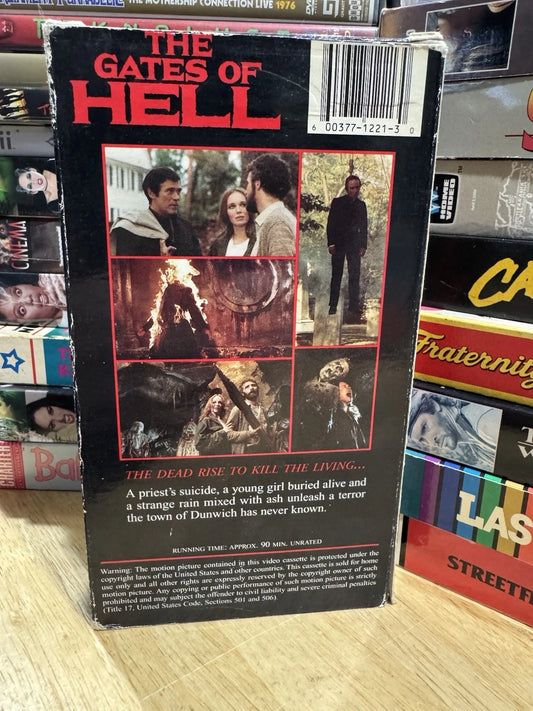 THE MOTHERSHIP CONNECTION LIVE 1976
THE
GATES OF
HELL
6 00377-1221-3 0
THE DEAD RISE TO KILL THE LIVING...
A priest's suicide, a young girl buried alive and
a strange rain mixed with ash unleash a terror
the town of Dunwich has never known.
RUNNING TIME: APPROX. 90 MIN. UNRATED
Warning: The motion picture contained in this video cassette is protected under the
copyright laws of the United States and other countries. This cassette is sold for home
use only and all other rights are expressly reserved by the copyright owner of such
motion picture. Any copying or public performance of such motion picture is strictly
prohibited and may subject the offender to civil liability and severe criminal penalties
(Title 17, United States Code, Sections 501 and 506).
CINEMA
Ba
HOME
VIDEO
CA
Fraternity
T
W
LAS
STREETF